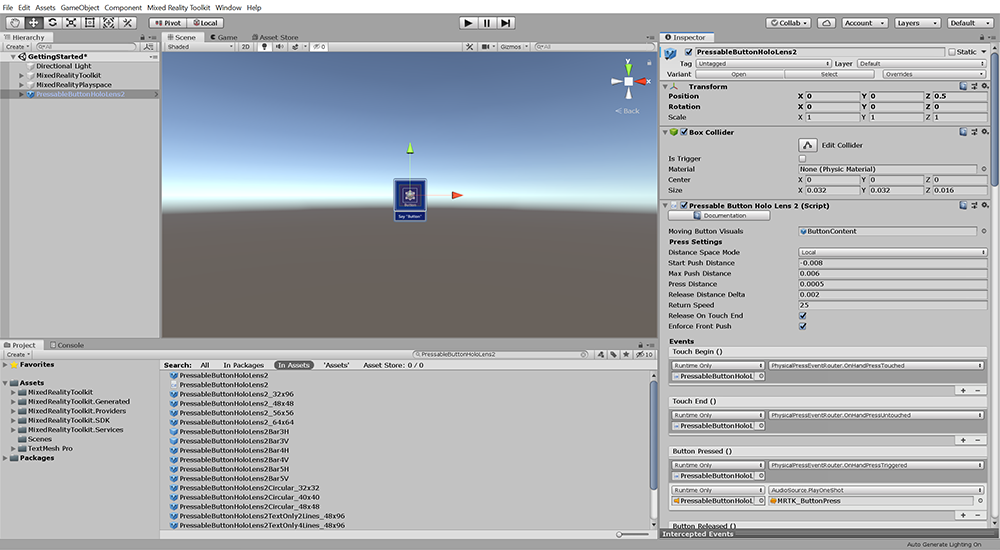 File Edit Assets GameObject Component Mixed Reality Toolkit Window Help
Pivot Local Collab Account Layers Default
Hierarchy
Create All
GettingStarted*
Directional Light
MixedRealityToolkit
MixedRealityPlayspace
PressableButtonHoloLens2
Scene Game Asset Store
Shaded 2D 0 Gizmos All
y
x
Back
Button
Say "Button"
Project Console
Create PressableButtonHoloLens2 10
Favorites
Assets
MixedRealityToolkit
MixedRealityToolkit.Generated
MixedRealityToolkit.Providers
MixedRealityToolkit.SDK
MixedRealityToolkit.Services
Scenes
TextMesh Pro
Packages
Search: All In Packages In Assets 'Assets' Asset Store: 0 / 0
PressableButtonHoloLens2
PressableButtonHoloLens2
PressableButtonHoloLens2_32x96
PressableButtonHoloLens2_48x48
PressableButtonHoloLens2_56x56
PressableButtonHoloLens2_64x64
PressableButtonHoloLens2Bar3H
PressableButtonHoloLens2Bar3V
PressableButtonHoloLens2Bar4H
PressableButtonHoloLens2Bar4V
PressableButtonHoloLens2Bar5H
PressableButtonHoloLens2Bar5V
PressableButtonHoloLens2Circular_32x32
PressableButtonHoloLens2Circular_40x40
PressableButtonHoloLens2Circular_48x48
PressableButtonHoloLens2TextOnly2Lines_48x96
PressableButtonHoloLens2TextOnly4Lines_48x96
Inspector
PressableButtonHoloLens2 Static
Tag Untagged Layer Default
Variant Open Select Overrides
Transform
Position X 0 Y 0 Z 0.5
Rotation X 0 Y 0 Z 0
Scale X 1 Y 1 Z 1
Box Collider
Edit Collider
Is Trigger
Material None (Physic Material)
Center X 0 Y 0 Z 0
Size X 0.032 Y 0.032 Z 0.016
Pressable Button Holo Lens 2 (Script)
Documentation
Moving Button Visuals ButtonContent
Press Settings
Distance Space Mode Local
Start Push Distance -0.008
Max Push Distance 0.006
Press Distance 0.0005
Release Distance Delta 0.002
Return Speed 25
Release On Touch End
Enforce Front Push
Events
Touch Begin ()
Runtime Only PhysicalPressEventRouter.OnHandPressTouched
PressableButtonHoloL
+ -
Touch End ()
Runtime Only PhysicalPressEventRouter.OnHandPressUntouched
PressableButtonHoloL
+ -
Button Pressed ()
Runtime Only PhysicalPressEventRouter.OnHandPressTriggered
PressableButtonHoloL
Runtime Only AudioSource.PlayOneShot
PressableButtonHoloL MRTK_ButtonPress
+ -
Button Released ()
Intercepted Events
Auto Generate Lighting On